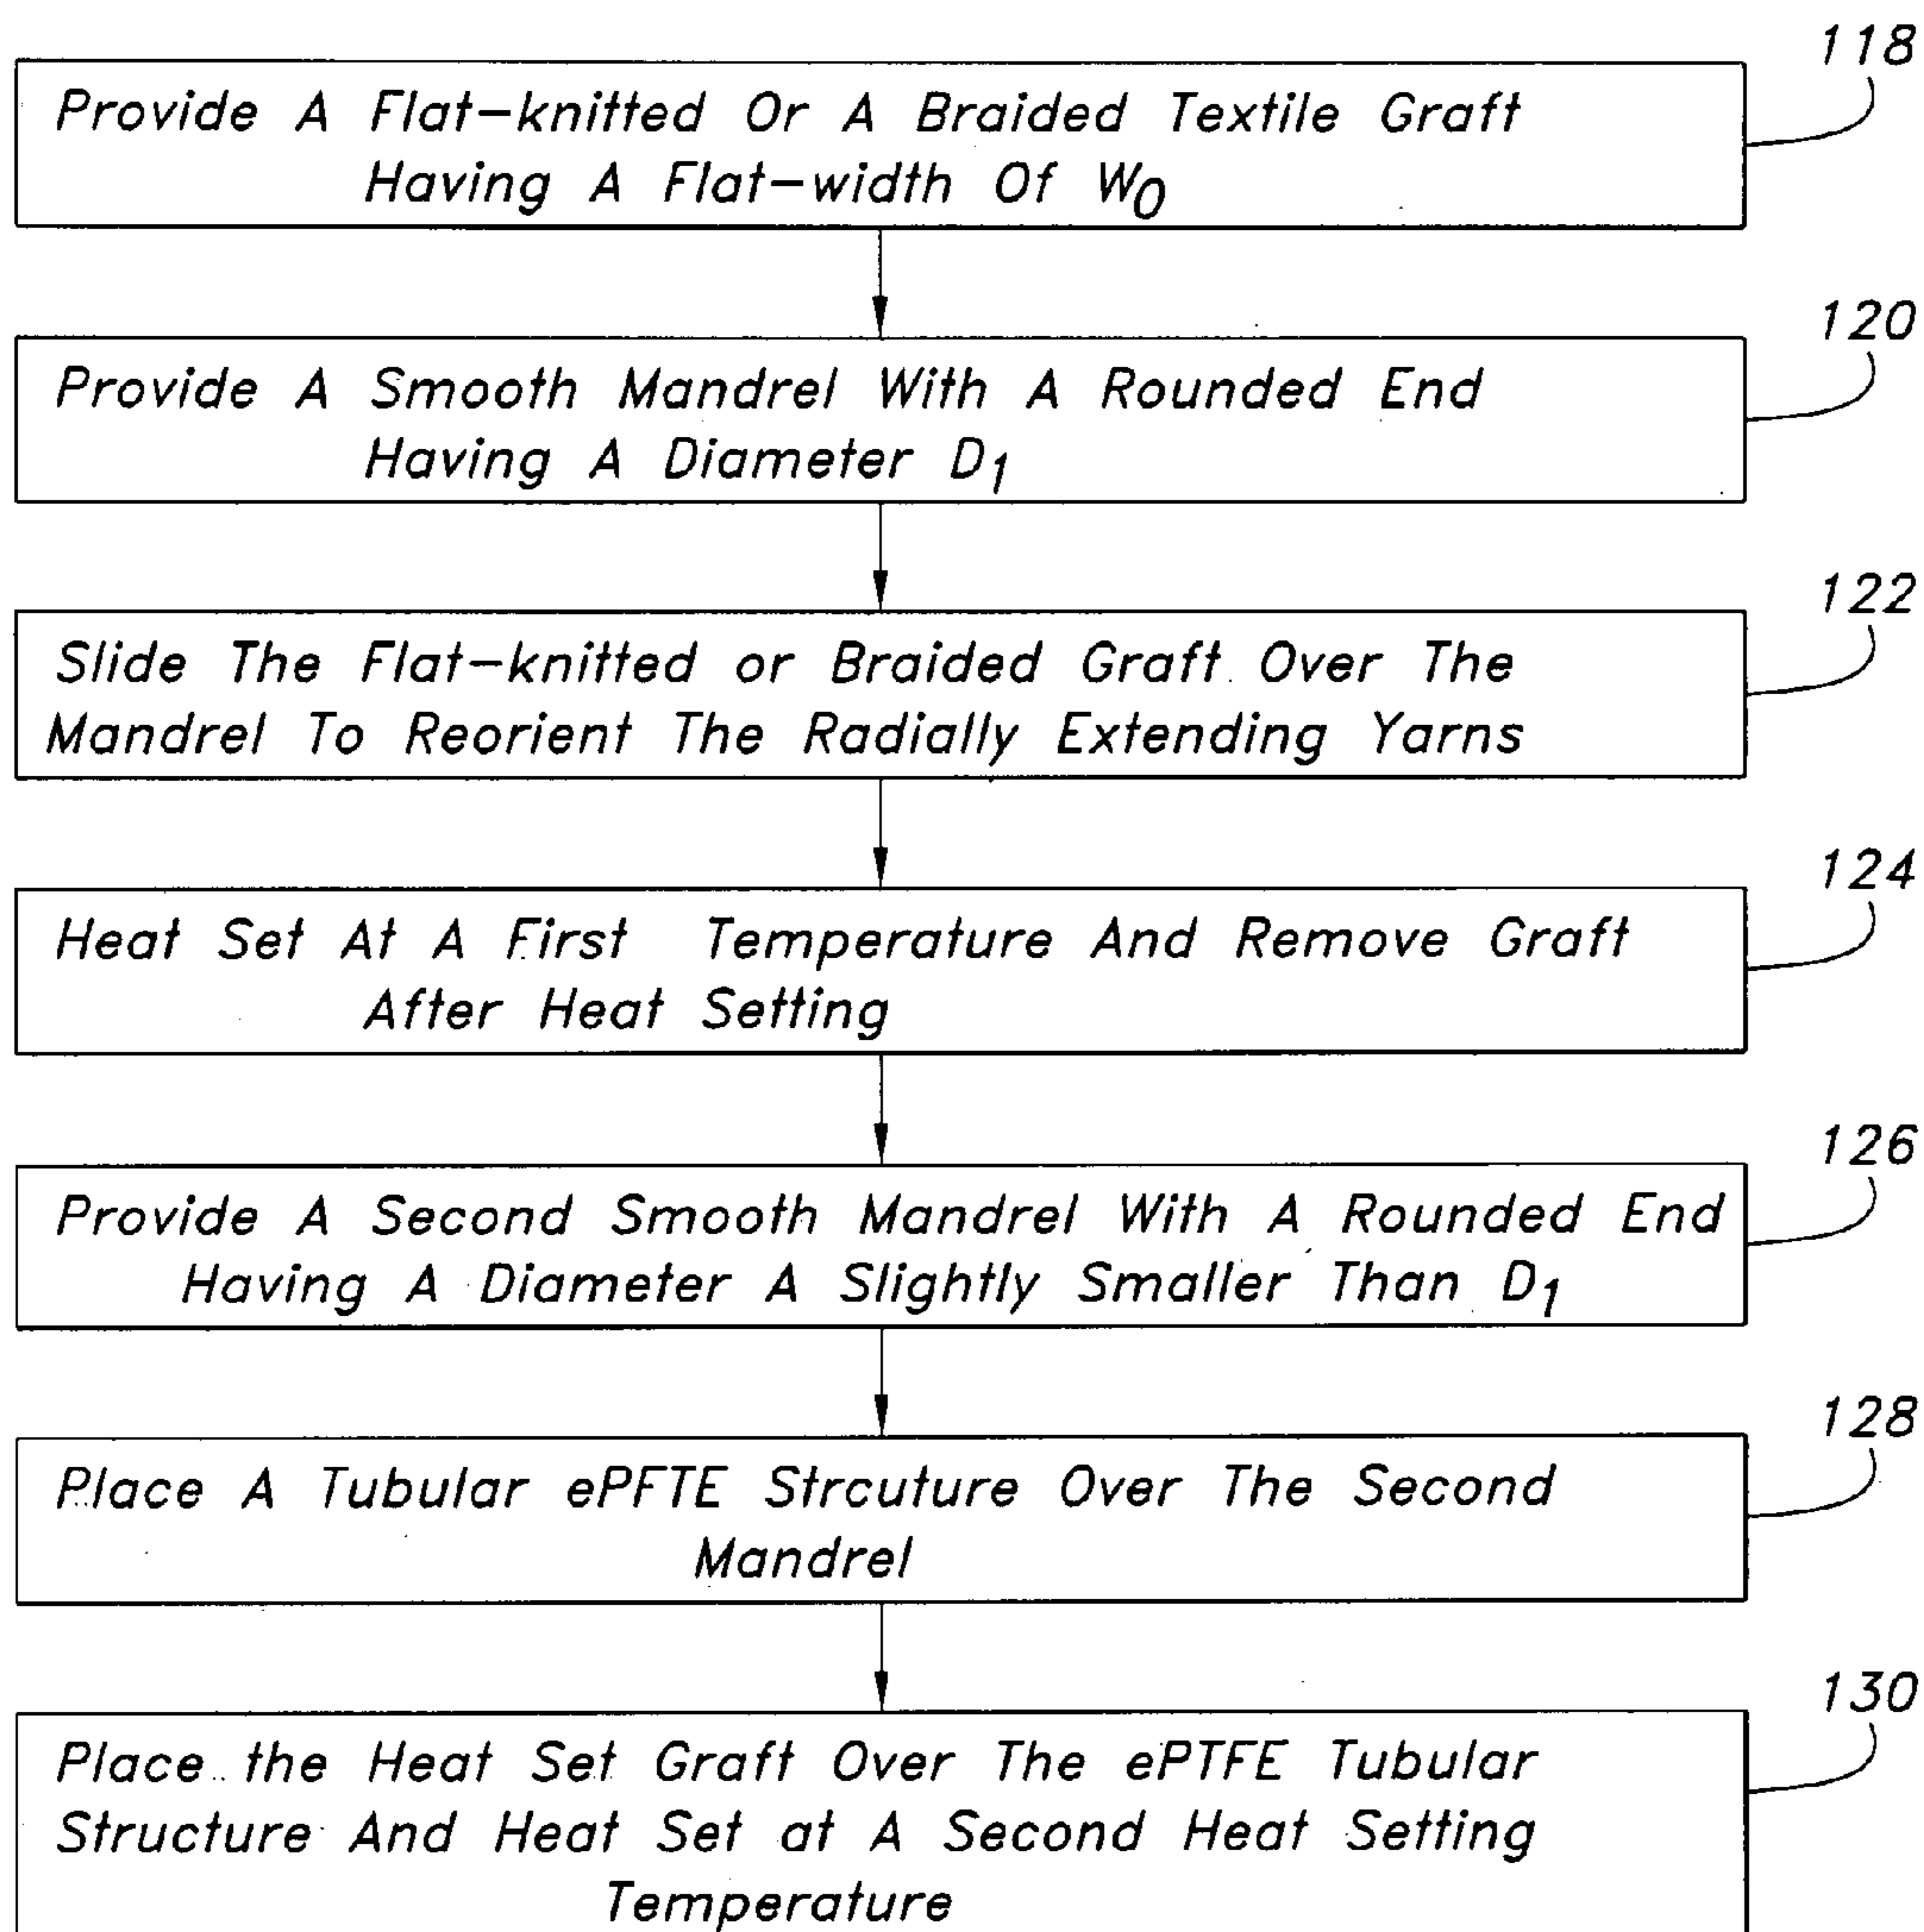 118
Provide A Flat-knitted Or A Braided Textile Graft
Having A Flat-width Of W0
120
Provide A Smooth Mandrel With A Rounded End
Having A Diameter D1
122
Slide The Flat-knitted or Braided Graft Over The
Mandrel To Reorient The Radially Extending Yarns
124
Heat Set At A First Temperature And Remove Graft
After Heat Setting
126
Provide A Second Smooth Mandrel With A Rounded End
Having A Diameter A Slightly Smaller Than D1
128
Place A Tubular ePFTE Strcuture Over The Second
Mandrel
130
Place the Heat Set Graft Over The ePTFE Tubular
Structure And Heat Set at A Second Heat Setting
Temperature